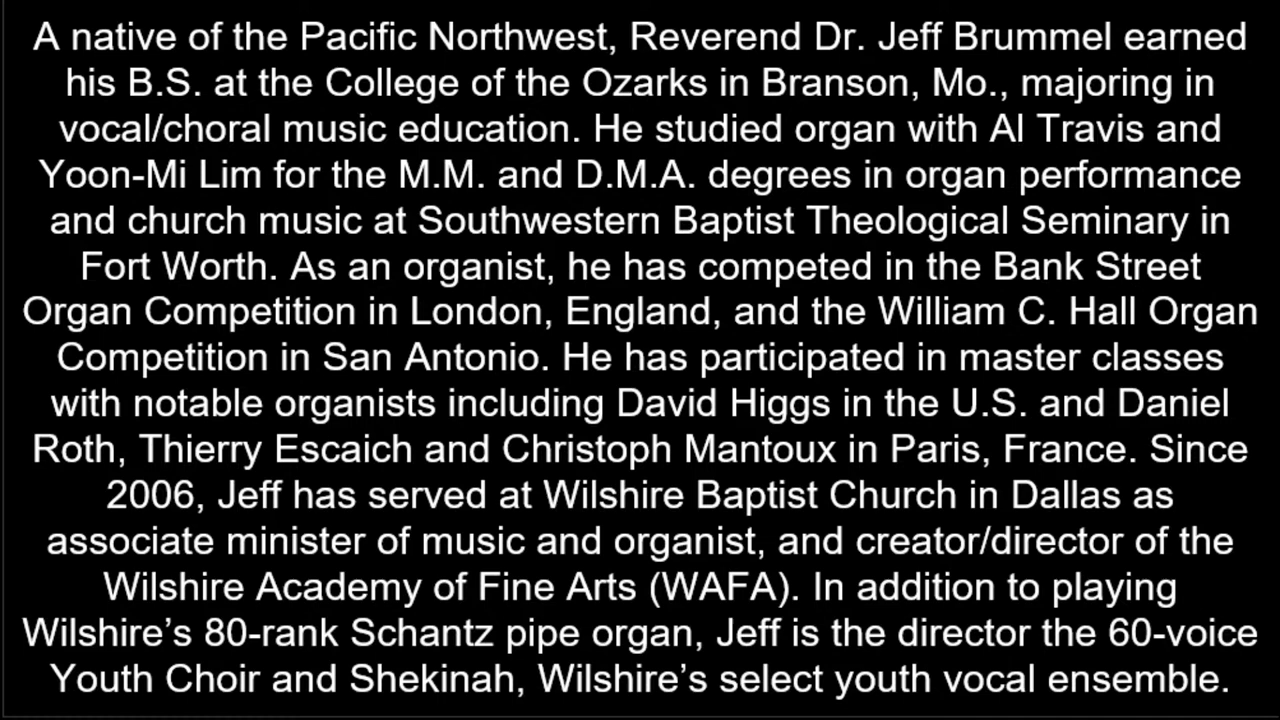 A native of the Pacific Northwest, Reverend Dr. Jeff Brummel earned
his B.S. at the College of the Ozarks in Branson, Mo., majoring in
vocal/choral music education. He studied organ with Al Travis and
Yoon-Mi Lim for the M.M. and D.M.A. degrees in organ performance
and church music at Southwestern Baptist Theological Seminary in
Fort Worth. As an organist, he has competed in the Bank Street
Organ Competition in London, England, and the William C. Hall Organ
Competition in San Antonio. He has participated in master classes
with notable organists including David Higgs in the U.S. and Daniel
Roth, Thierry Escaich and Christoph Mantoux in Paris, France. Since
2006, Jeff has served at Wilshire Baptist Church in Dallas as
associate minister of music and organist, and creator/director of the
Wilshire Academy of Fine Arts (WAFA). In addition to playing
Wilshire’s 80-rank Schantz pipe organ, Jeff is the director the 60-voice
Youth Choir and Shekinah, Wilshire’s select youth vocal ensemble.